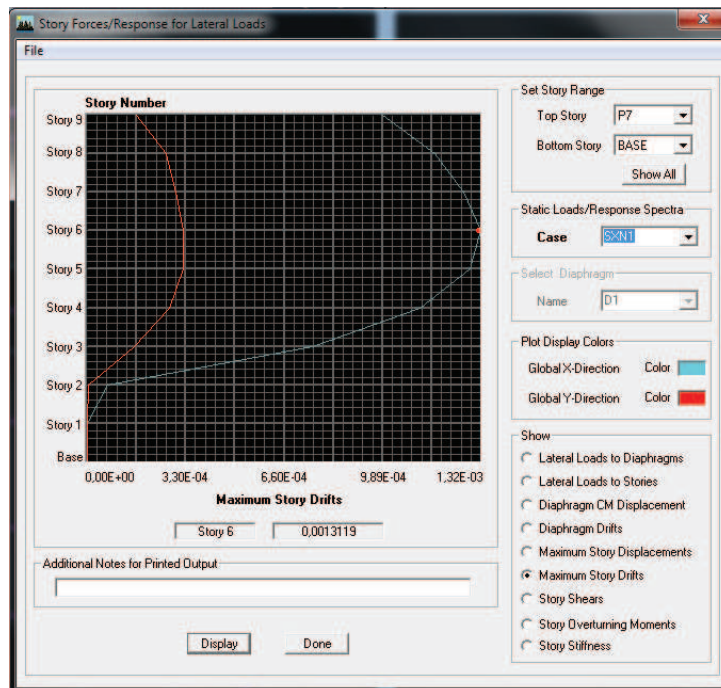 Story Forces/Response for Lateral Loads
File
Story Number
Story 9
Story 8
Story 7
Story 6
Story 5
Story 4
Story 3
Story 2
Story 1
Base
0,00E+00 3,30E-04 6,60E-04 9,89E-04 1,32E-03
Maximum Story Drifts
Story 6 0,0013119
Additional Notes for Printed Output
Display Done
Set Story Range
Top Story P7
Bottom Story BASE
Show All
Static Loads/Response Spectra
Case SXN1
Select Diaphragm
Name D1
Plot Display Colors
Global X-Direction Color
Global Y-Direction Color
Show
Lateral Loads to Diaphragms
Lateral Loads to Stories
Diaphragm CM Displacement
Diaphragm Drifts
Maximum Story Displacements
Maximum Story Drifts
Story Shears
Story Overturning Moments
Story Stiffness